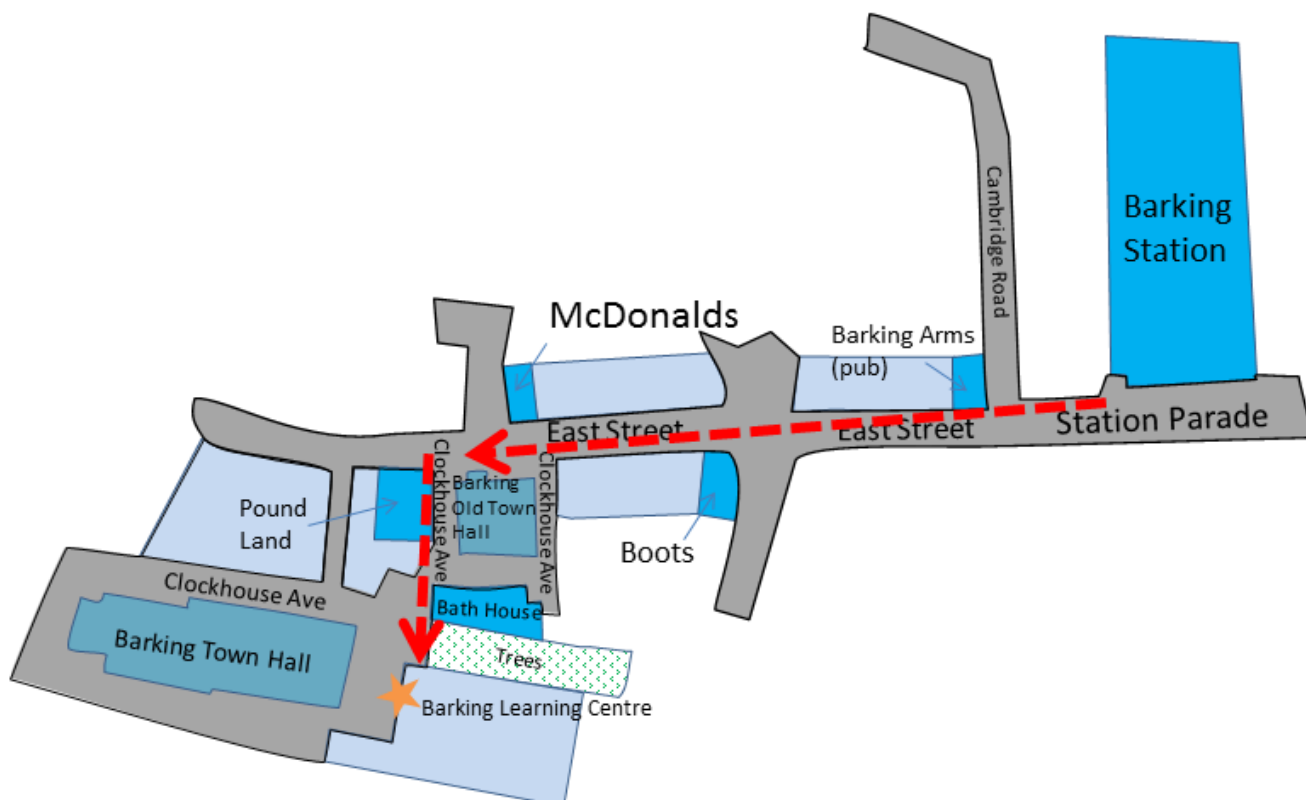 Cambridge Road
Barking
Station
McDonalds
Barking Arms
(pub)
East Street
East Street
Station Parade
Clockhouse Ave
Barking
Old Town
Hall
Clockhouse Ave
Pound
Land
Boots
Clockhouse Ave
Bath House
Barking Town Hall
Trees
Barking Learning Centre